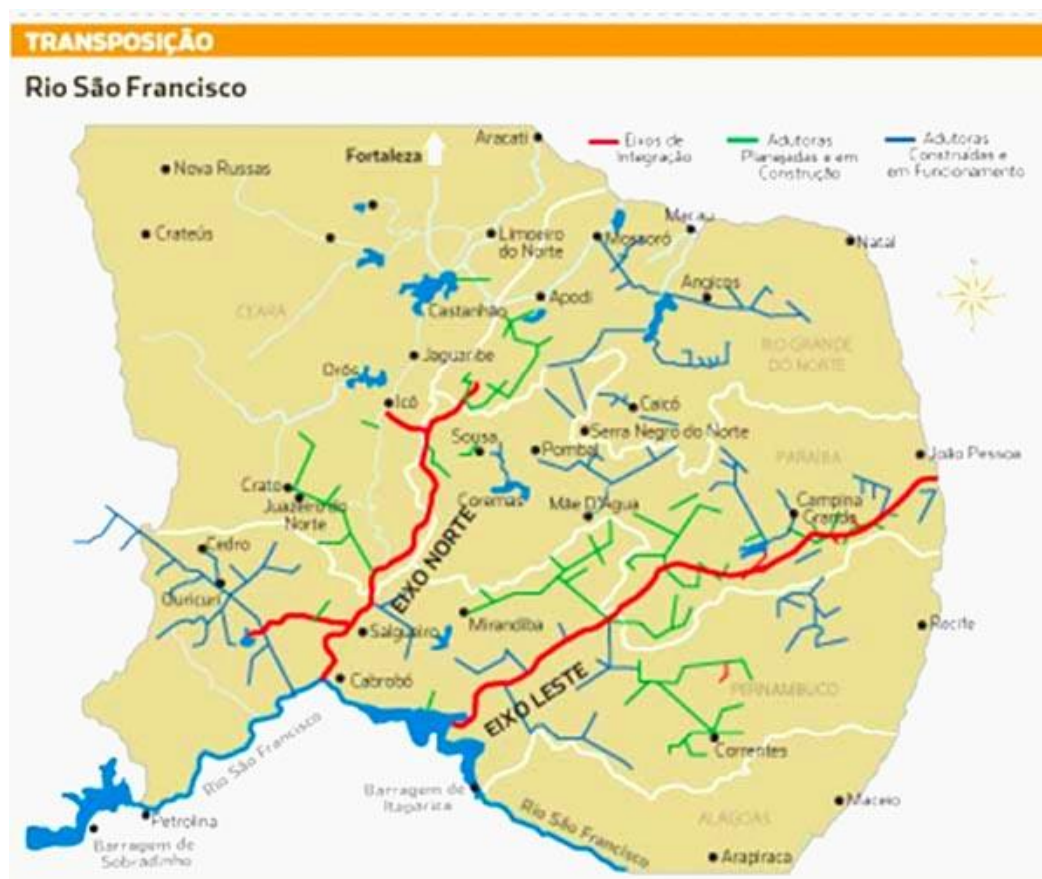 TRANSPOSIÇÃO
Rio São Francisco
Fortaleza
Aracati
Eixos de
Integração
Adutoras
Planejadas e em
Construção
Adutoras
Construídas e
em Funcionamento
Nova Russas
Crateús
Limoeiro
do Norte
Mossoró
Macau
Natal
CEARÁ
Castanhão
Apodi
Angicos
RIO GRANDE
DO NORTE
Jaguaribe
Orós
Icó
Caicó
Serra Negro do Norte
Sousa
Pombal
PARAÍBA
João Pessoa
Crato
Juazeiro do
Norte
Coremas
Mãe D'Água
Campina
Grande
Cedro
Ouricuri
EIXO NORTE
Salgueiro
Mirandiba
Recife
Cabrobó
EIXO LESTE
PERNAMBUCO
Correntes
Rio São Francisco
Barragem de
Itaparica
Petrolina
Barragem de
Sobradinho
Rio São Francisco
ALAGOAS
Maceio
Arapiraca